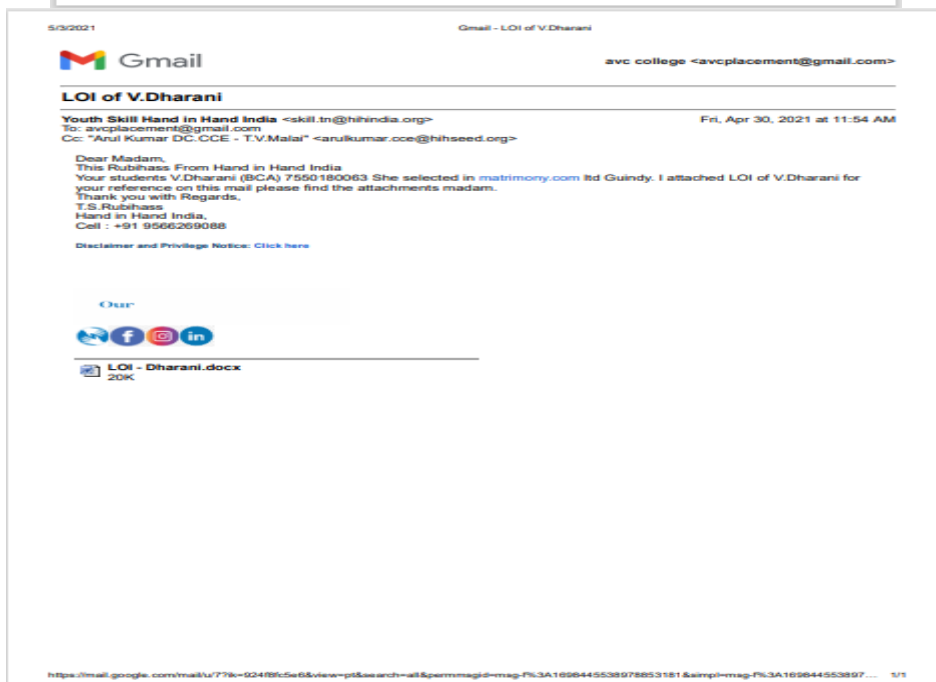 5/3/2021 Gmail - LOI of V.Dharani
Gmail avc college <avcplacement@gmail.com>
LOI of V.Dharani
Youth Skill Hand in Hand India <skill.tn@hihindia.org> Fri, Apr 30, 2021 at 11:54 AM
To: avcplacement@gmail.com
Cc: "Arul Kumar DC.CCE - T.V.Malai" <arulkumar.cce@hihseed.org>
Dear Madam,
This Rubihass From Hand in Hand India
Your students V.Dharani (BCA) 7550180063 She selected in matrimony.com ltd Guindy. I attached LOI of V.Dharani for
your reference on this mail please find the attachments madam.
Thank you with Regards,
T.S.Rubihass
Hand in Hand India,
Cell : +91 9566269088
Disclaimer and Privilege Notice: Click here
Our
LOI - Dharani.docx
20K
1/1